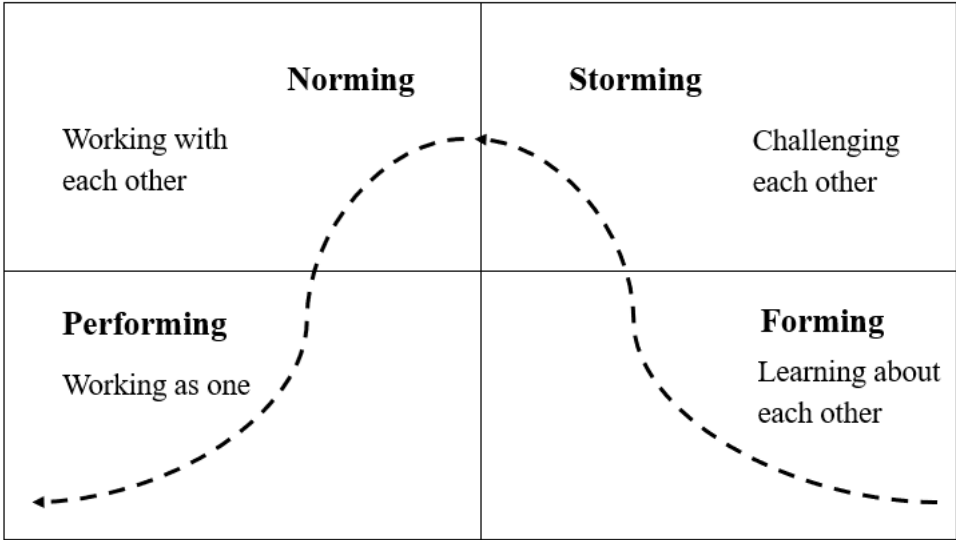 Norming
Working with
each other
Storming
Challenging
each other
Performing
Working as one
Forming
Learning about
each other